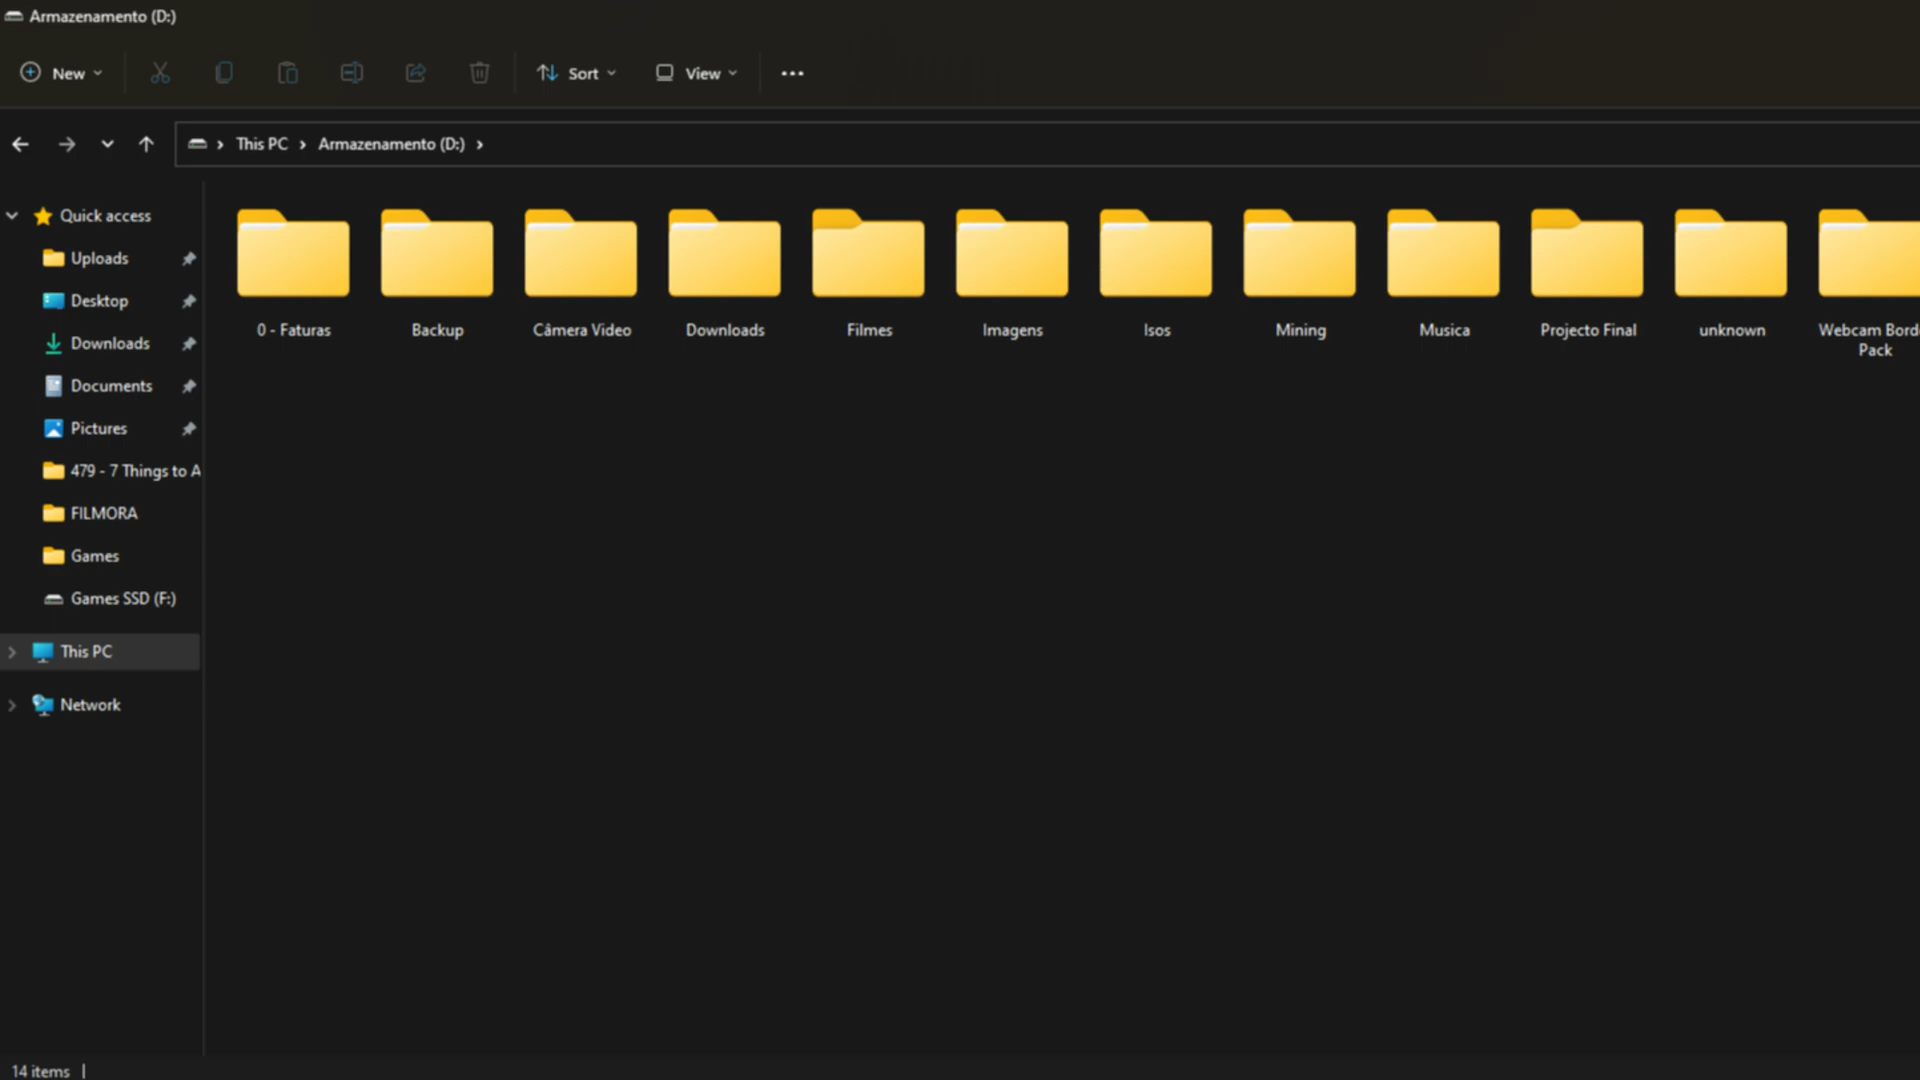 Armazenamento (D:)
New
Sort
View
This PC
Armazenamento (D:)
Quick access
Uploads
Desktop
Downloads
Documents
Pictures
479 - 7 Things to A
FILMORA
Games
Games SSD (F:)
This PC
Network
0 - Faturas
Backup
Câmera Video
Downloads
Filmes
Imagens
Isos
Mining
Musica
Projecto Final
unknown
Webcam Borde
Pack
14 items